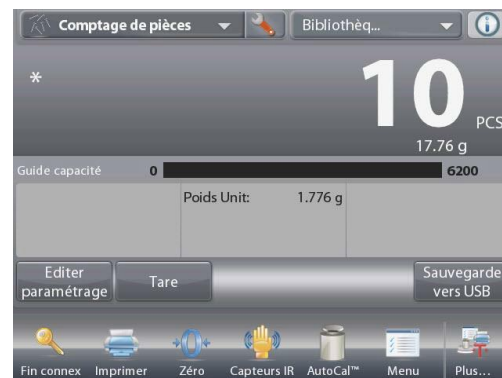 Comptage de pièces
Bibliothèq...
*
10
PCS
17.76 g
Guide capacité 0 6200
Poids Unit: 1.776 g
Editer paramétrage
Tare
Sauvegarde vers USB
Fin connex Imprimer Zéro Capteurs IR AutoCal™ Menu Plus...